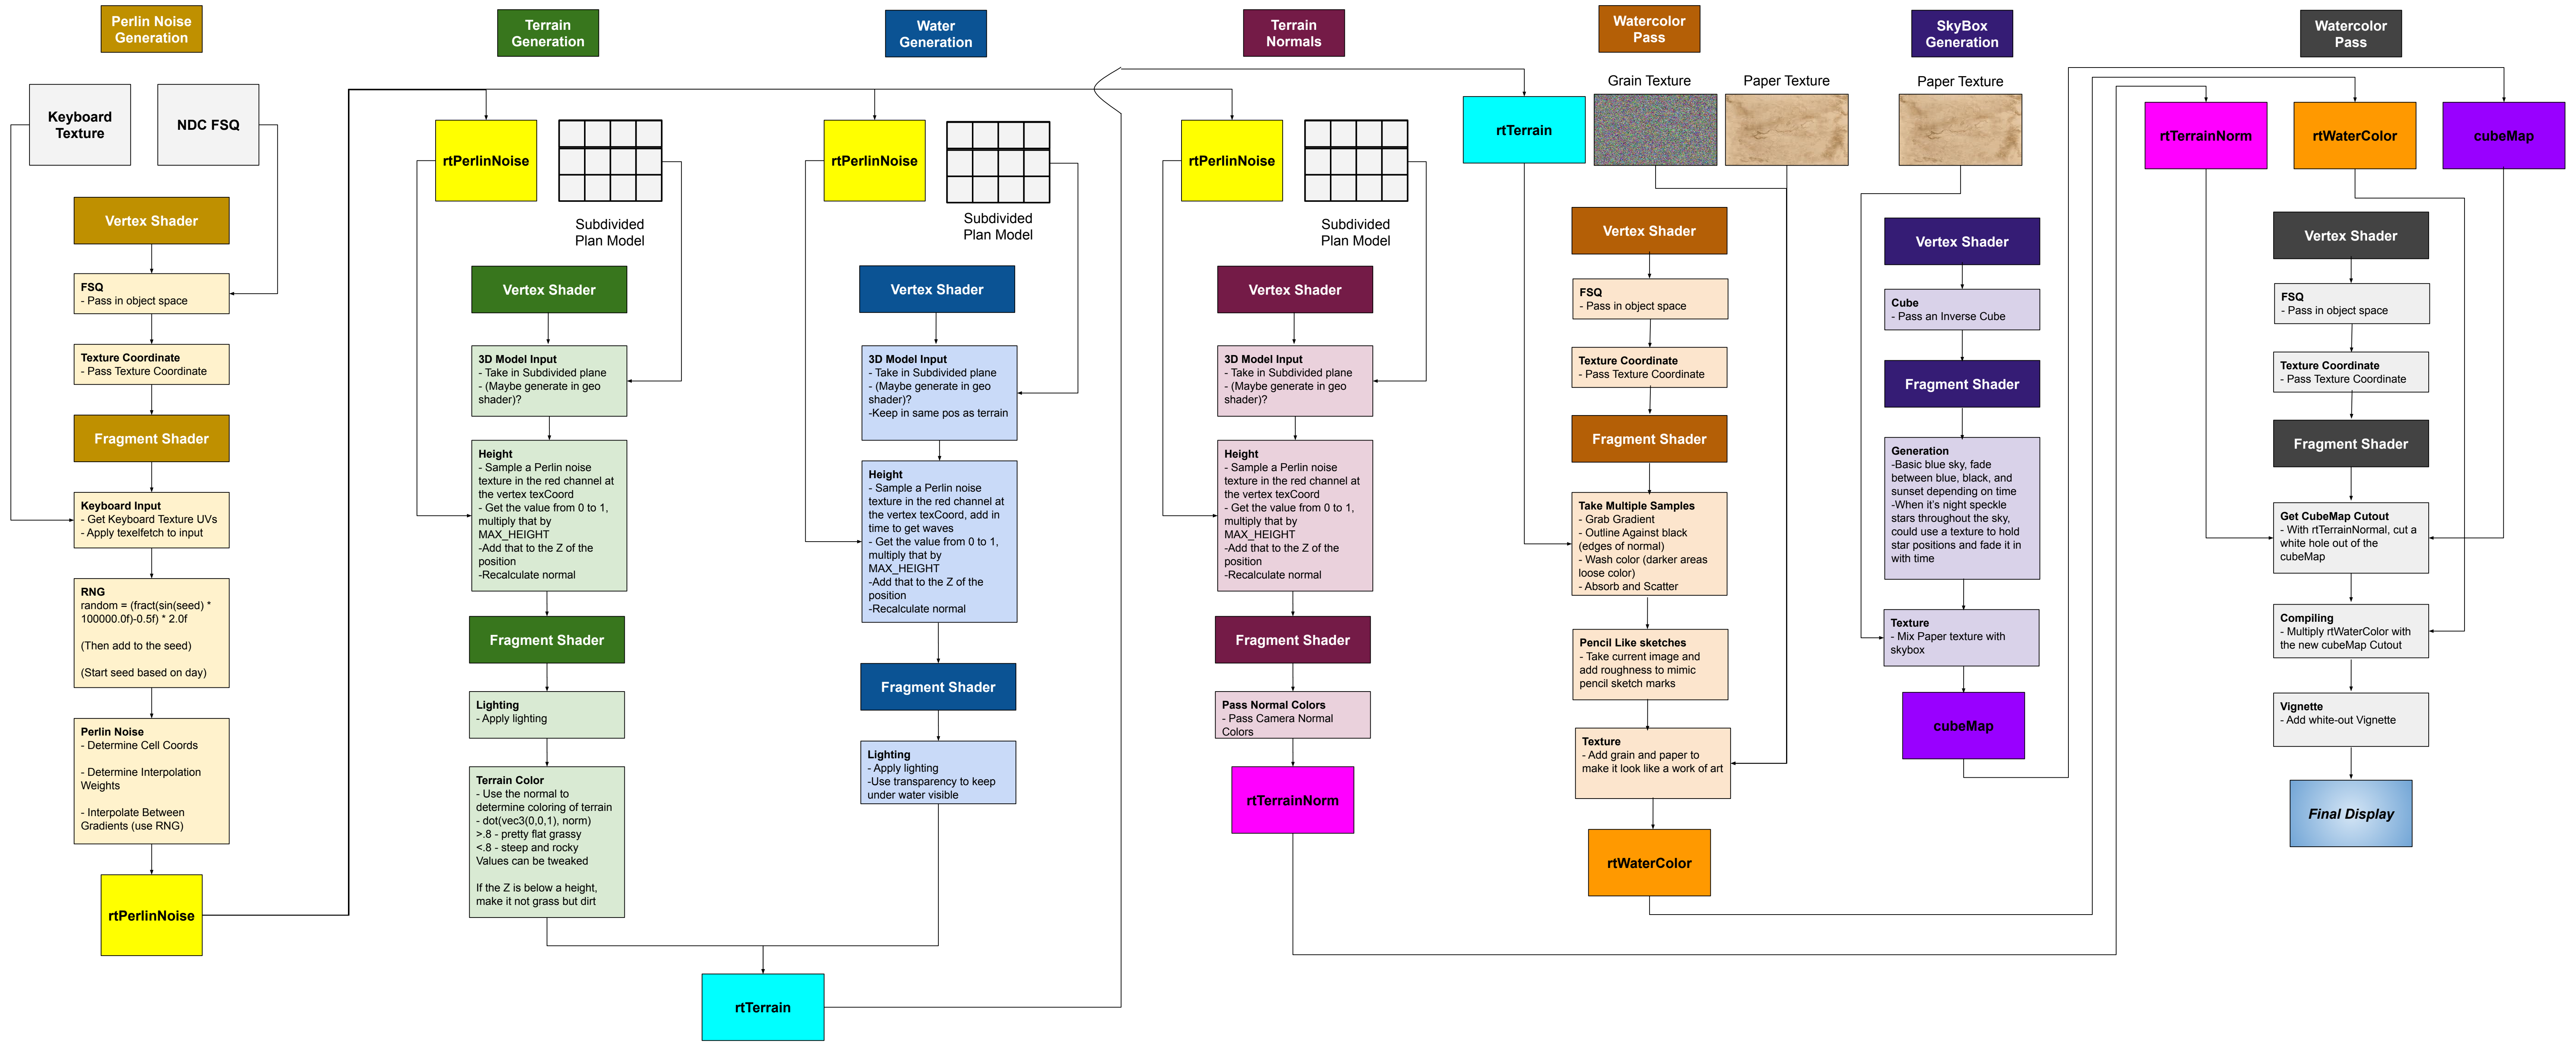 Perlin Noise
Generation
Keyboard
Texture
NDC FSQ
Vertex Shader
FSQ
- Pass in object space
Texture Coordinate
- Pass Texture Coordinate
Fragment Shader
Keyboard Input
- Get Keyboard Texture UVs
- Apply texelfetch to input
RNG
random = (fract(sin(seed) *
100000.0f)-0.5f) * 2.0f
(Then add to the seed)
(Start seed based on day)
Perlin Noise
- Determine Cell Coords
- Determine Interpolation
Weights
- Interpolate Between
Gradients (use RNG)
rtPerlinNoise
Terrain
Generation
rtPerlinNoise
Subdivided
Plan Model
Vertex Shader
3D Model Input
- Take in Subdivided plane
- (Maybe generate in geo
shader)?
Height
- Sample a Perlin noise
texture in the red channel at
the vertex texCoord
- Get the value from 0 to 1,
multiply that by
MAX_HEIGHT
-Add that to the Z of the
position
-Recalculate normal
Fragment Shader
Lighting
- Apply lighting
Terrain Color
- Use the normal to
determine coloring of terrain
- dot(vec3(0,0,1), norm)
>.8 - pretty flat grassy
<.8 - steep and rocky
Values can be tweaked
If the Z is below a height,
make it not grass but dirt
Water
Generation
rtPerlinNoise
Subdivided
Plan Model
Vertex Shader
3D Model Input
- Take in Subdivided plane
- (Maybe generate in geo
shader)?
-Keep in same pos as terrain
Height
- Sample a Perlin noise
texture in the red channel at
the vertex texCoord, add in
time to get waves
- Get the value from 0 to 1,
multiply that by
MAX_HEIGHT
-Add that to the Z of the
position
-Recalculate normal
Fragment Shader
Lighting
- Apply lighting
-Use transparency to keep
under water visible
rtTerrain
Terrain
Normals
rtPerlinNoise
Subdivided
Plan Model
Vertex Shader
3D Model Input
- Take in Subdivided plane
- (Maybe generate in geo
shader)?
Height
- Sample a Perlin noise
texture in the red channel at
the vertex texCoord
- Get the value from 0 to 1,
multiply that by
MAX_HEIGHT
-Add that to the Z of the
position
-Recalculate normal
Fragment Shader
Pass Normal Colors
- Pass Camera Normal
Colors
rtTerrainNorm
Watercolor
Pass
rtTerrain
Grain Texture
Paper Texture
Vertex Shader
FSQ
- Pass in object space
Texture Coordinate
- Pass Texture Coordinate
Fragment Shader
Take Multiple Samples
- Grab Gradient
- Outline Against black
(edges of normal)
- Wash color (darker areas
loose color)
- Absorb and Scatter
Pencil Like sketches
- Take current image and
add roughness to mimic
pencil sketch marks
Texture
- Add grain and paper to
make it look like a work of art
rtWaterColor
SkyBox
Generation
Paper Texture
Vertex Shader
Cube
- Pass an Inverse Cube
Fragment Shader
Generation
-Basic blue sky, fade
between blue, black, and
sunset depending on time
-When it's night speckle
stars throughout the sky,
could use a texture to hold
star positions and fade it in
with time
Texture
- Mix Paper texture with
skybox
cubeMap
Watercolor
Pass
rtTerrainNorm
rtWaterColor
cubeMap
Vertex Shader
FSQ
- Pass in object space
Texture Coordinate
- Pass Texture Coordinate
Fragment Shader
Get CubeMap Cutout
- With rtTerrainNormal, cut a
white hole out of the
cubeMap
Compiling
- Multiply rtWaterColor with
the new cubeMap Cutout
Vignette
- Add white-out Vignette
Final Display